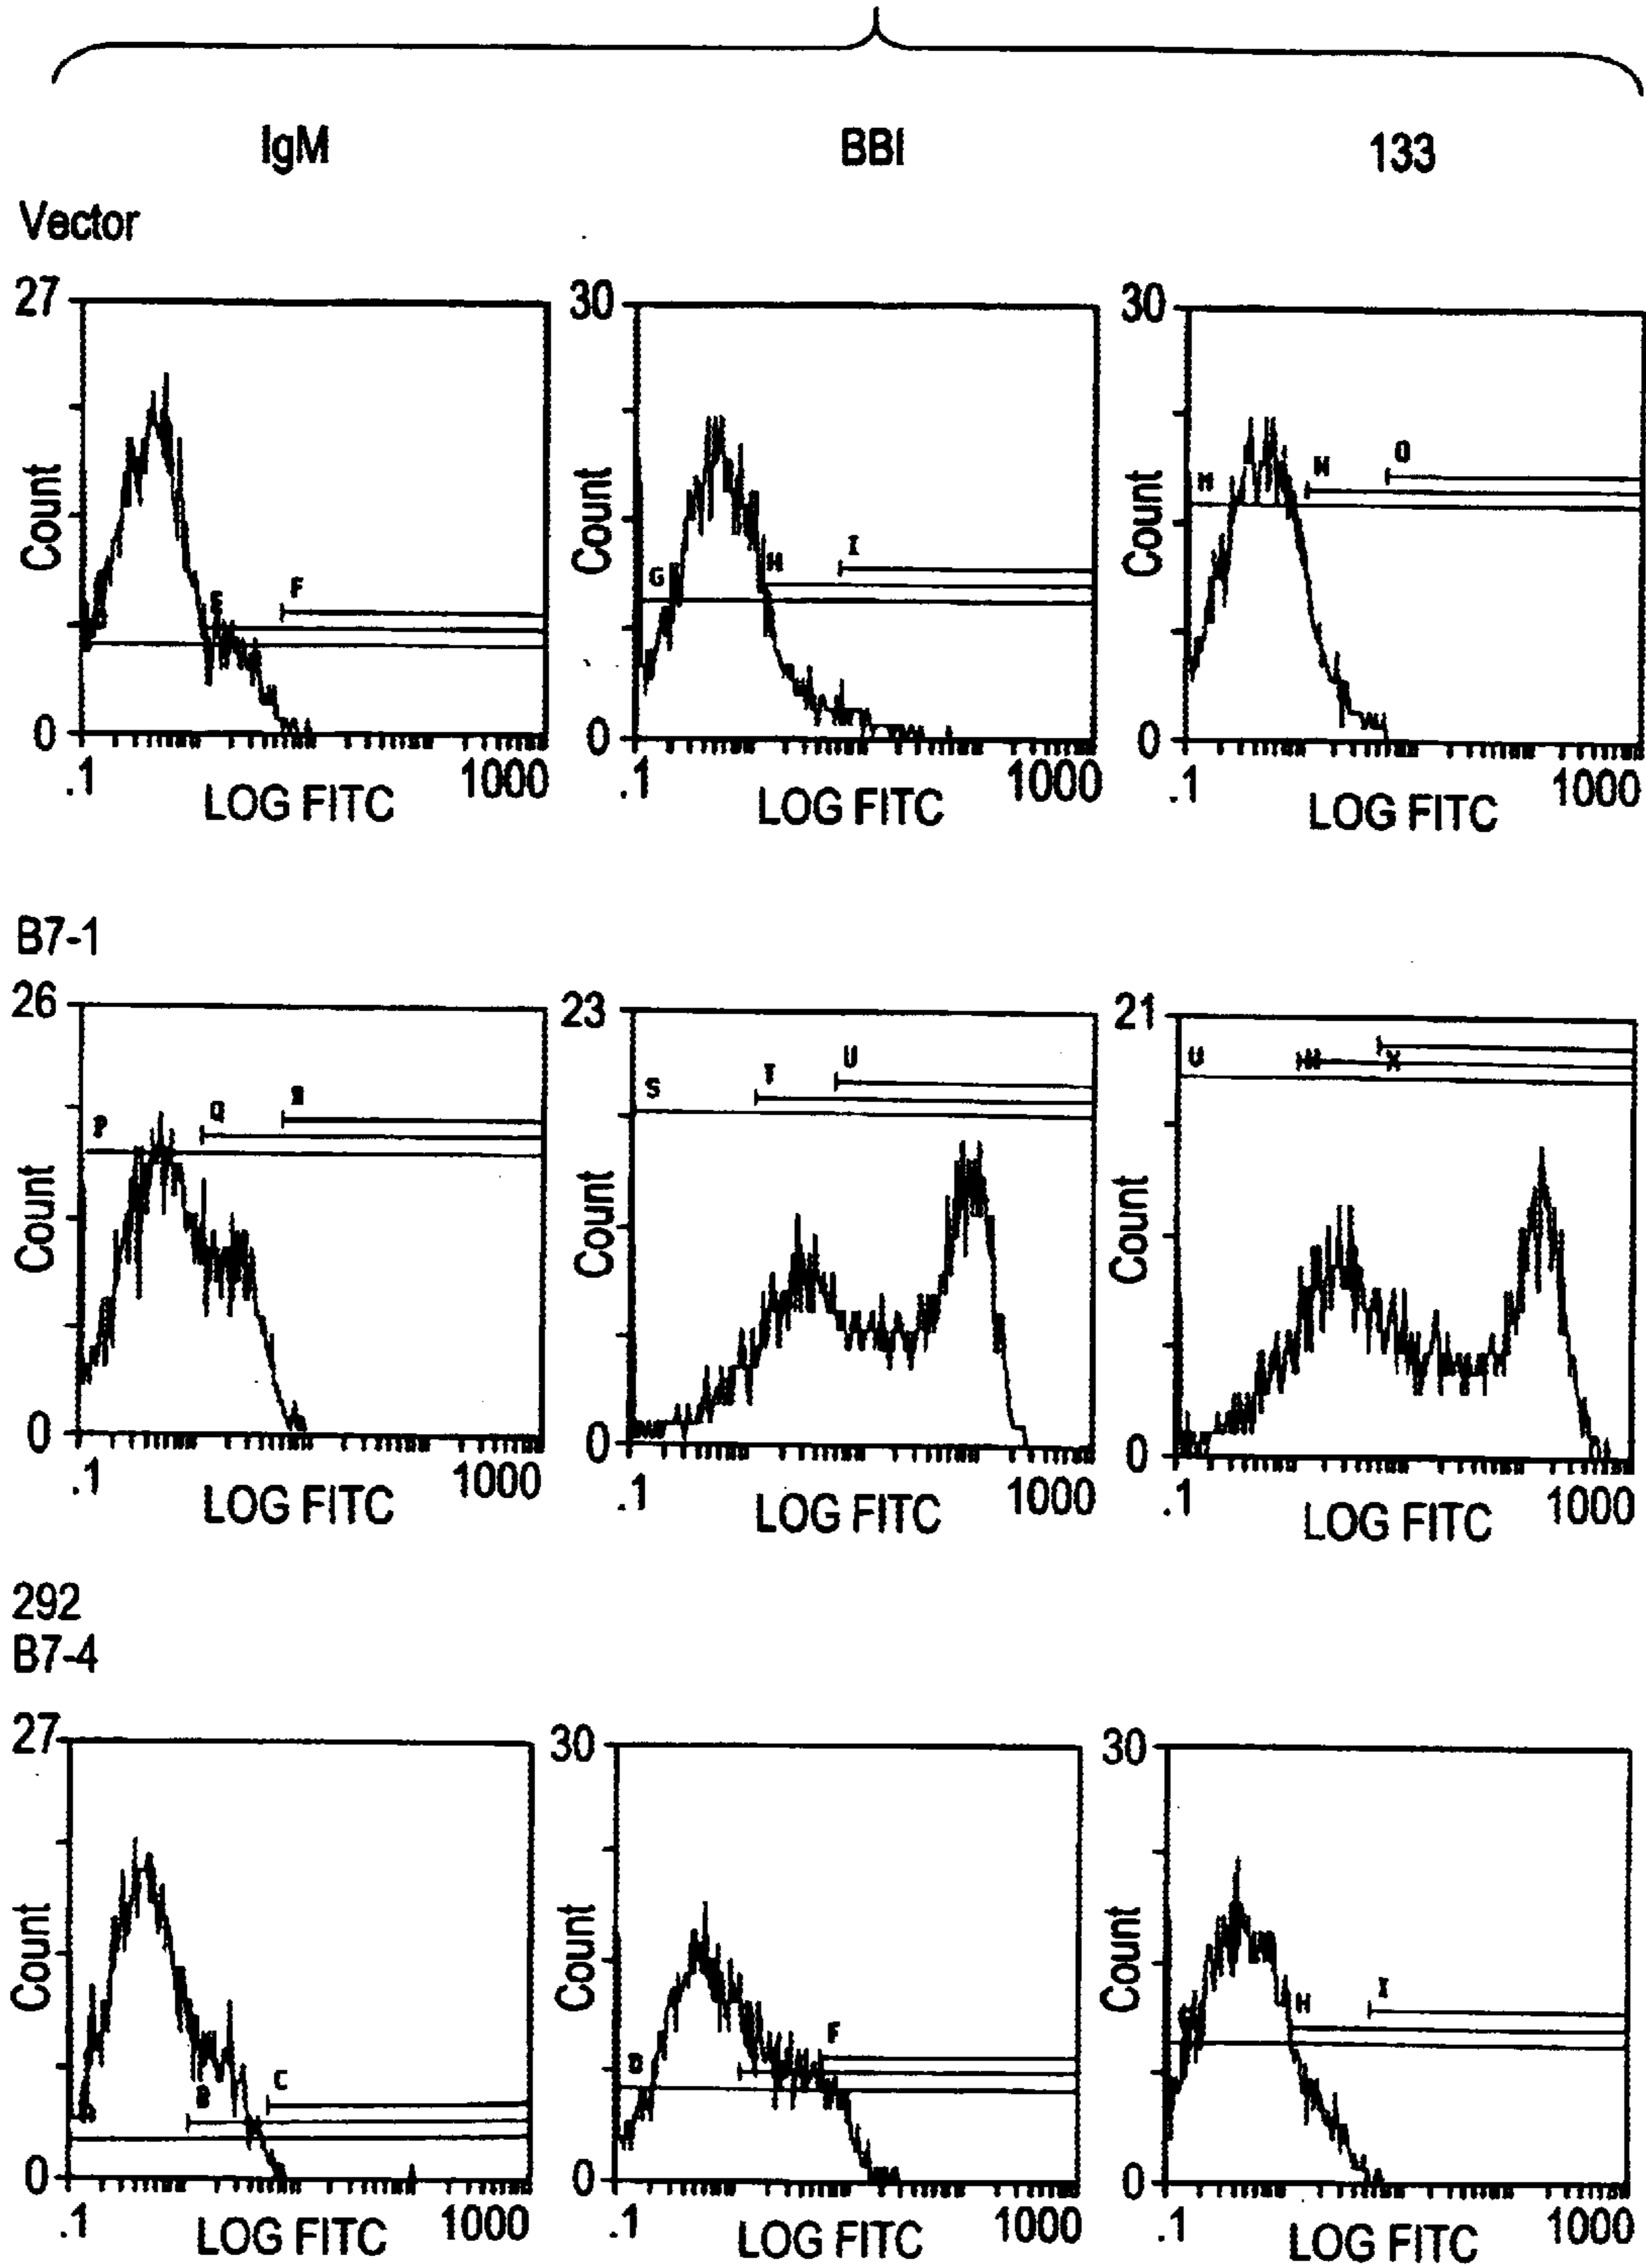 IgM BBI 133
Vector
27 30 30
Count Count Count
E F G H I H W O
0 0 0
.1 1000 .1 1000 .1 1000
LOG FITC LOG FITC LOG FITC
B7-1
26 23 21
P Q S T U U X
Count Count Count
0 0 0
.1 1000 .1 1000 .1 1000
LOG FITC LOG FITC LOG FITC
292
B7-4
27 30 30
Count Count Count
B C D F H I
0 0 0
.1 1000 .1 1000 .1 1000
LOG FITC LOG FITC LOG FITC